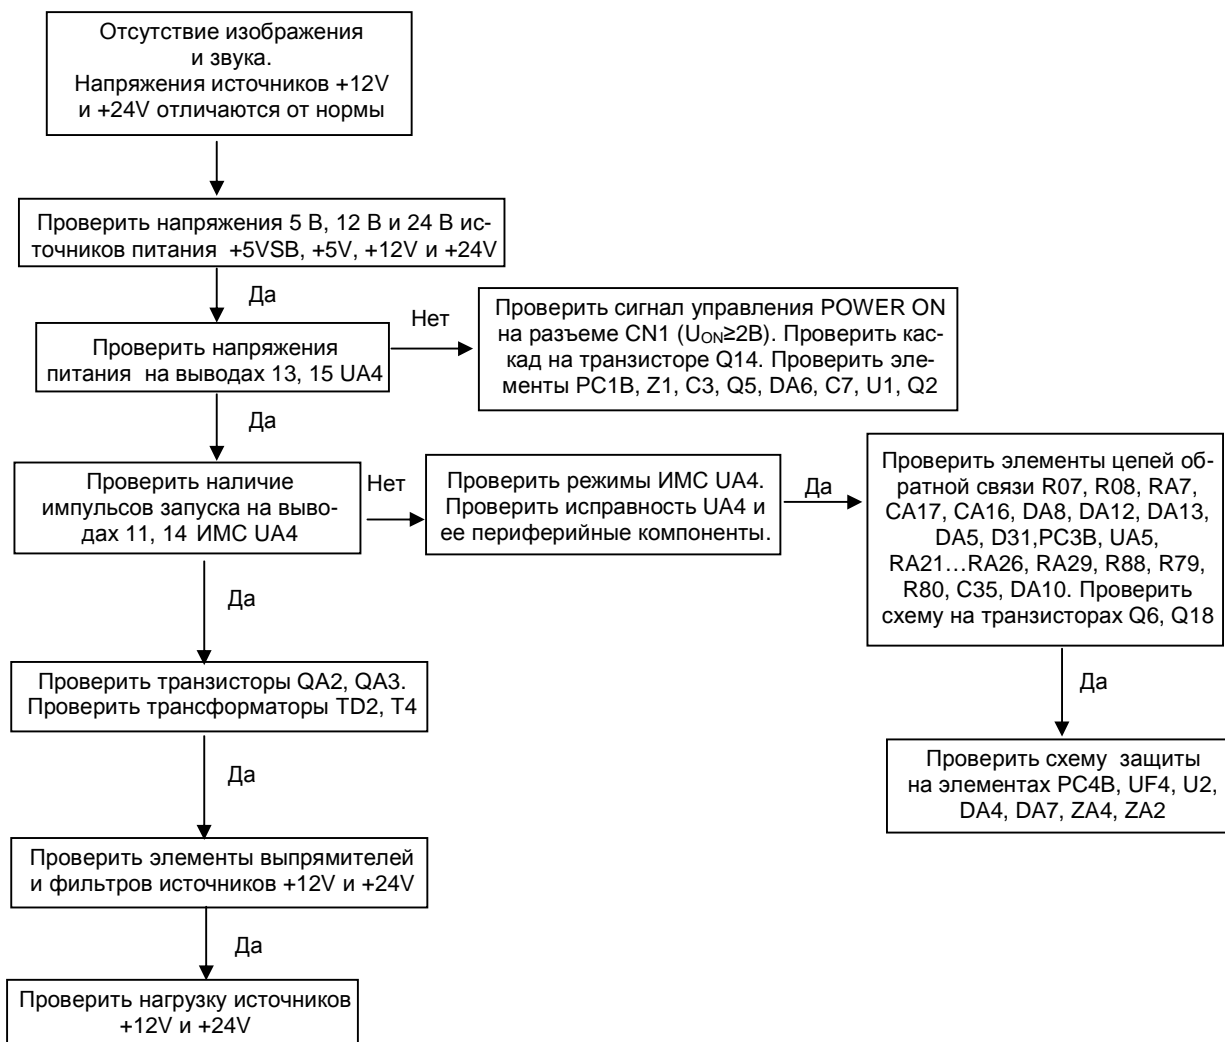 Отсутствие изображения
и звука.
Напряжения источников +12V
и +24V отличаются от нормы
Проверить напряжения 5 В, 12 В и 24 В ис-
точников питания +5VSB, +5V, +12V и +24V
Да
Проверить напряжения
питания на выводах 13, 15 UA4
Нет
Проверить сигнал управления POWER ON
на разъеме CN1 (UON≥2В). Проверить кас-
кад на транзисторе Q14. Проверить эле-
менты PC1B, Z1, C3, Q5, DA6, C7, U1, Q2
Да
Проверить наличие
импульсов запуска на выво-
дах 11, 14 ИМС UA4
Нет
Проверить режимы ИМС UA4.
Проверить исправность UA4 и
ее периферийные компоненты.
Да
Проверить элементы цепей об-
ратной связи R07, R08, RA7,
CA17, CA16, DA8, DA12, DA13,
DA5, D31,PC3B, UA5,
RA21…RA26, RA29, R88, R79,
R80, C35, DA10. Проверить
схему на транзисторах Q6, Q18
Да
Проверить схему защиты
на элементах PC4B, UF4, U2,
DA4, DA7, ZA4, ZA2
Да
Проверить транзисторы QA2, QA3.
Проверить трансформаторы TD2, T4
Да
Проверить элементы выпрямителей
и фильтров источников +12V и +24V
Да
Проверить нагрузку источников
+12V и +24V